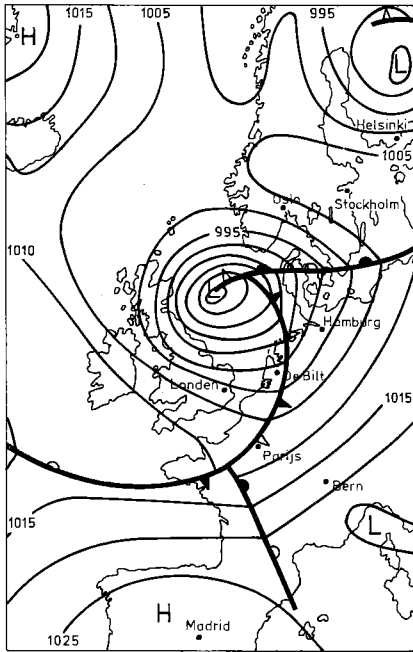 1015
1005
995
H
L
Helsinki
1005
Oslo
Stockholm
995
1010
L
Hamburg
De Bilt
Londen
1015
Parijs
Bern
1015
L
H
Madrid
1025